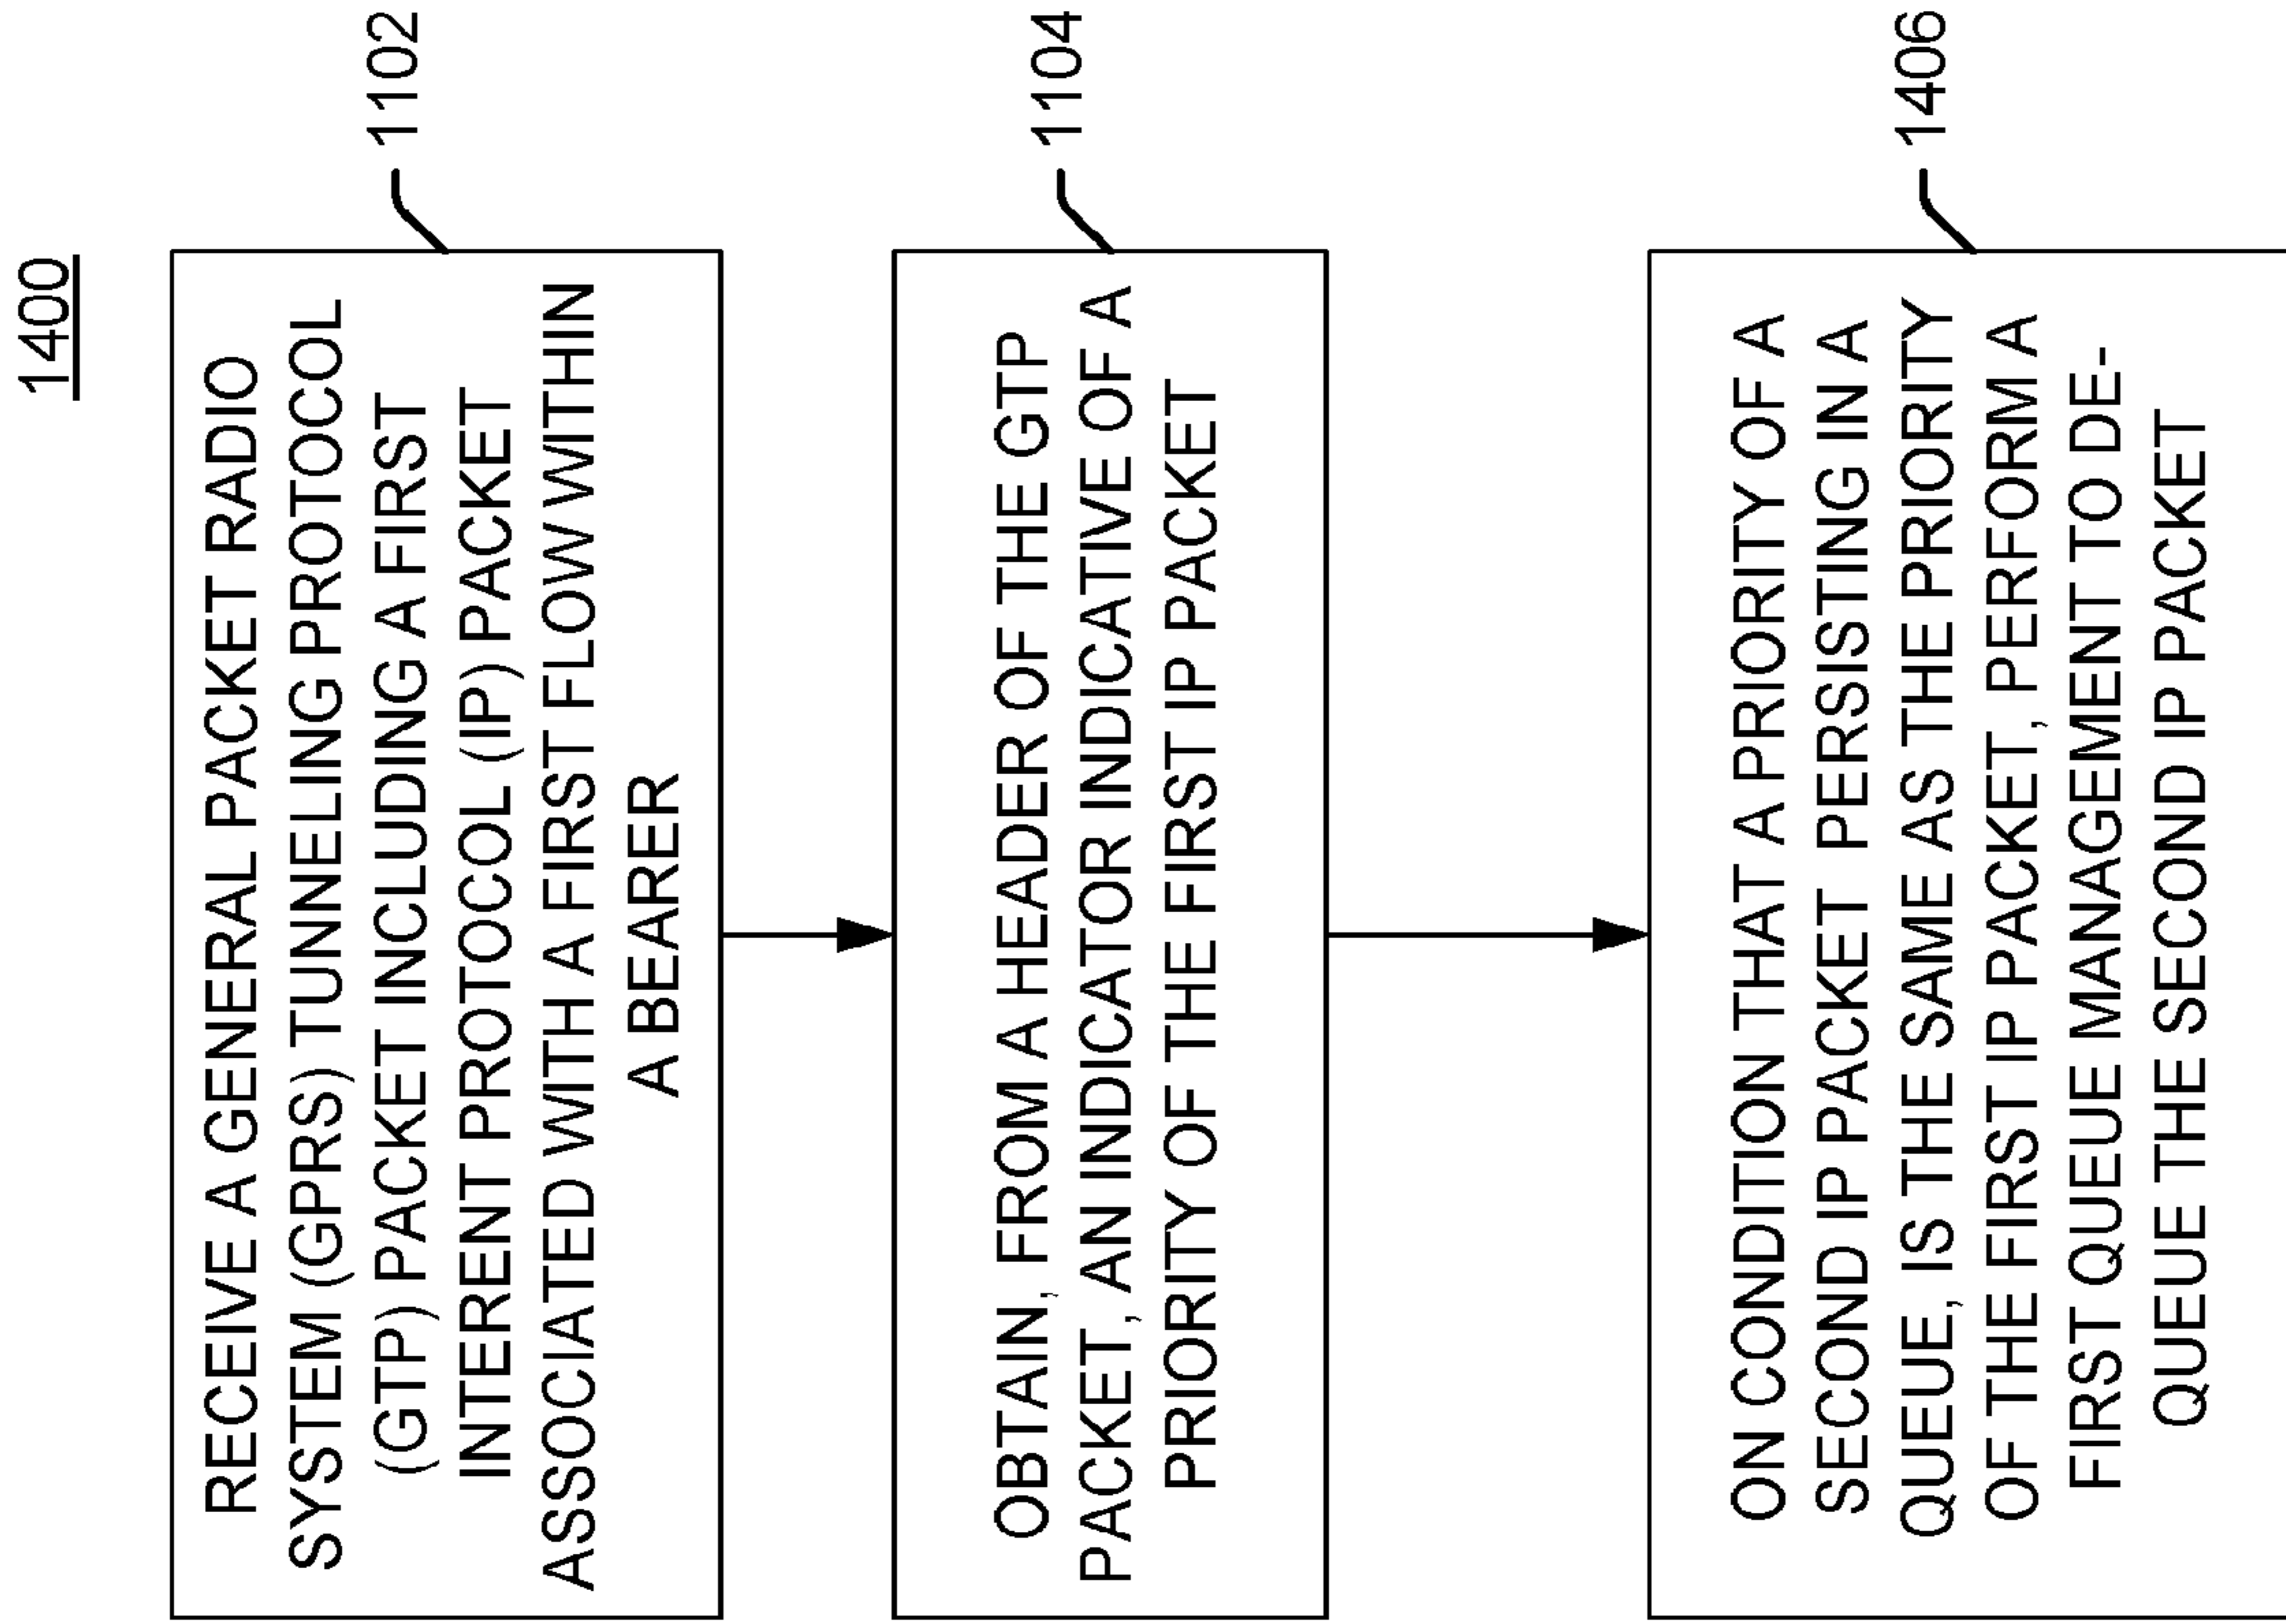 1400
RECEIVE A GENERAL PACKET RADIO
SYSTEM (GPRS) TUNNELING PROTOCOL
(GTP) PACKET INCLUDING A FIRST
INTERENT PROTOCOL (IP) PACKET
ASSOCIATED WITH A FIRST FLOW WITHIN
A BEARER
1102
OBTAIN, FROM A HEADER OF THE GTP
PACKET, AN INDICATOR INDICATIVE OF A
PRIORITY OF THE FIRST IP PACKET
1104
ON CONDITION THAT A PRIORITY OF A
SECOND IP PACKET PERSISTING IN A
QUEUE, IS THE SAME AS THE PRIORITY
OF THE FIRST IP PACKET, PERFORM A
FIRST QUEUE MANAGEMENT TO DE-
QUEUE THE SECOND IP PACKET
1406